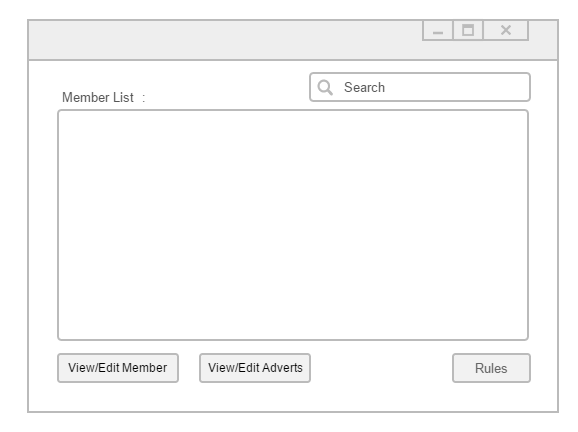 Search
Member List :
View/Edit Member
View/Edit Adverts
Rules